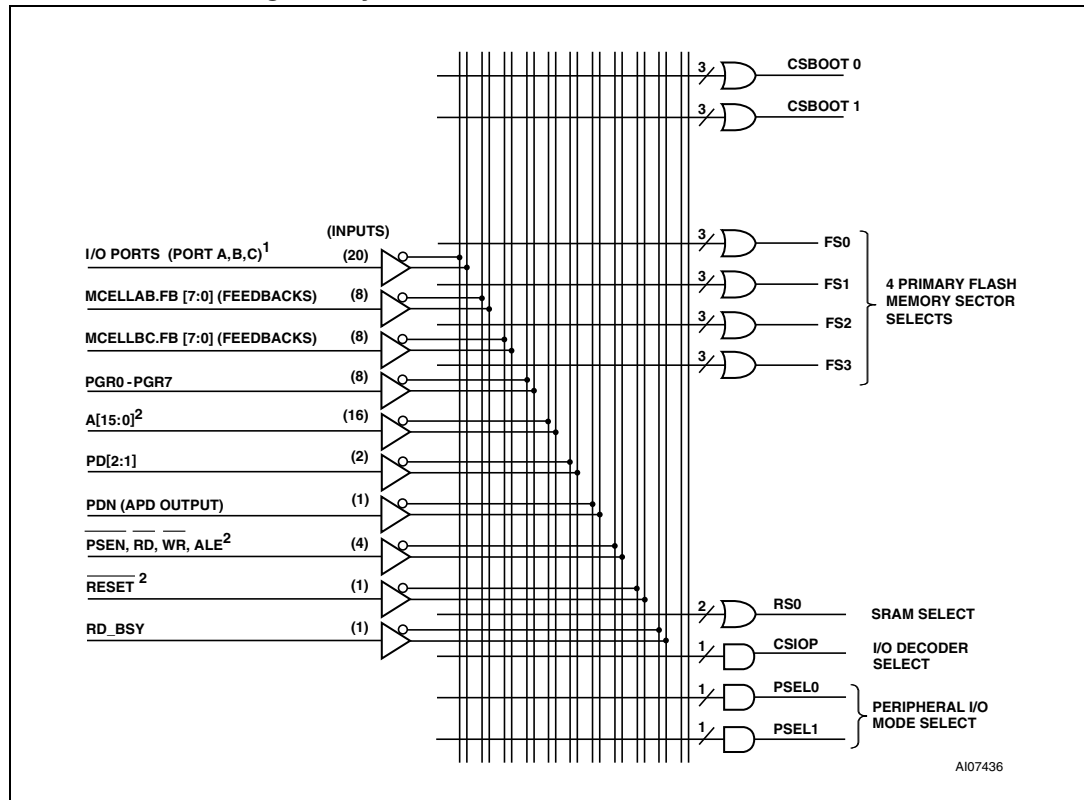 3 CSBOOT 0
3 CSBOOT 1
(INPUTS)
I/O PORTS (PORT A,B,C)1 (20)
MCELLAB.FB [7:0] (FEEDBACKS) (8)
MCELLBC.FB [7:0] (FEEDBACKS) (8)
PGR0 -PGR7 (8)
A[15:0]2 (16)
PD[2:1] (2)
PDN (APD OUTPUT) (1)
PSEN, RD, WR, ALE2 (4)
RESET 2 (1)
RD_BSY (1)
3 FS0
3 FS1
3 FS2
3 FS3
4 PRIMARY FLASH
MEMORY SECTOR
SELECTS
2 RS0 SRAM SELECT
1 CSIOP I/O DECODER
SELECT
1 PSEL0
1 PSEL1
PERIPHERAL I/O
MODE SELECT
AI07436